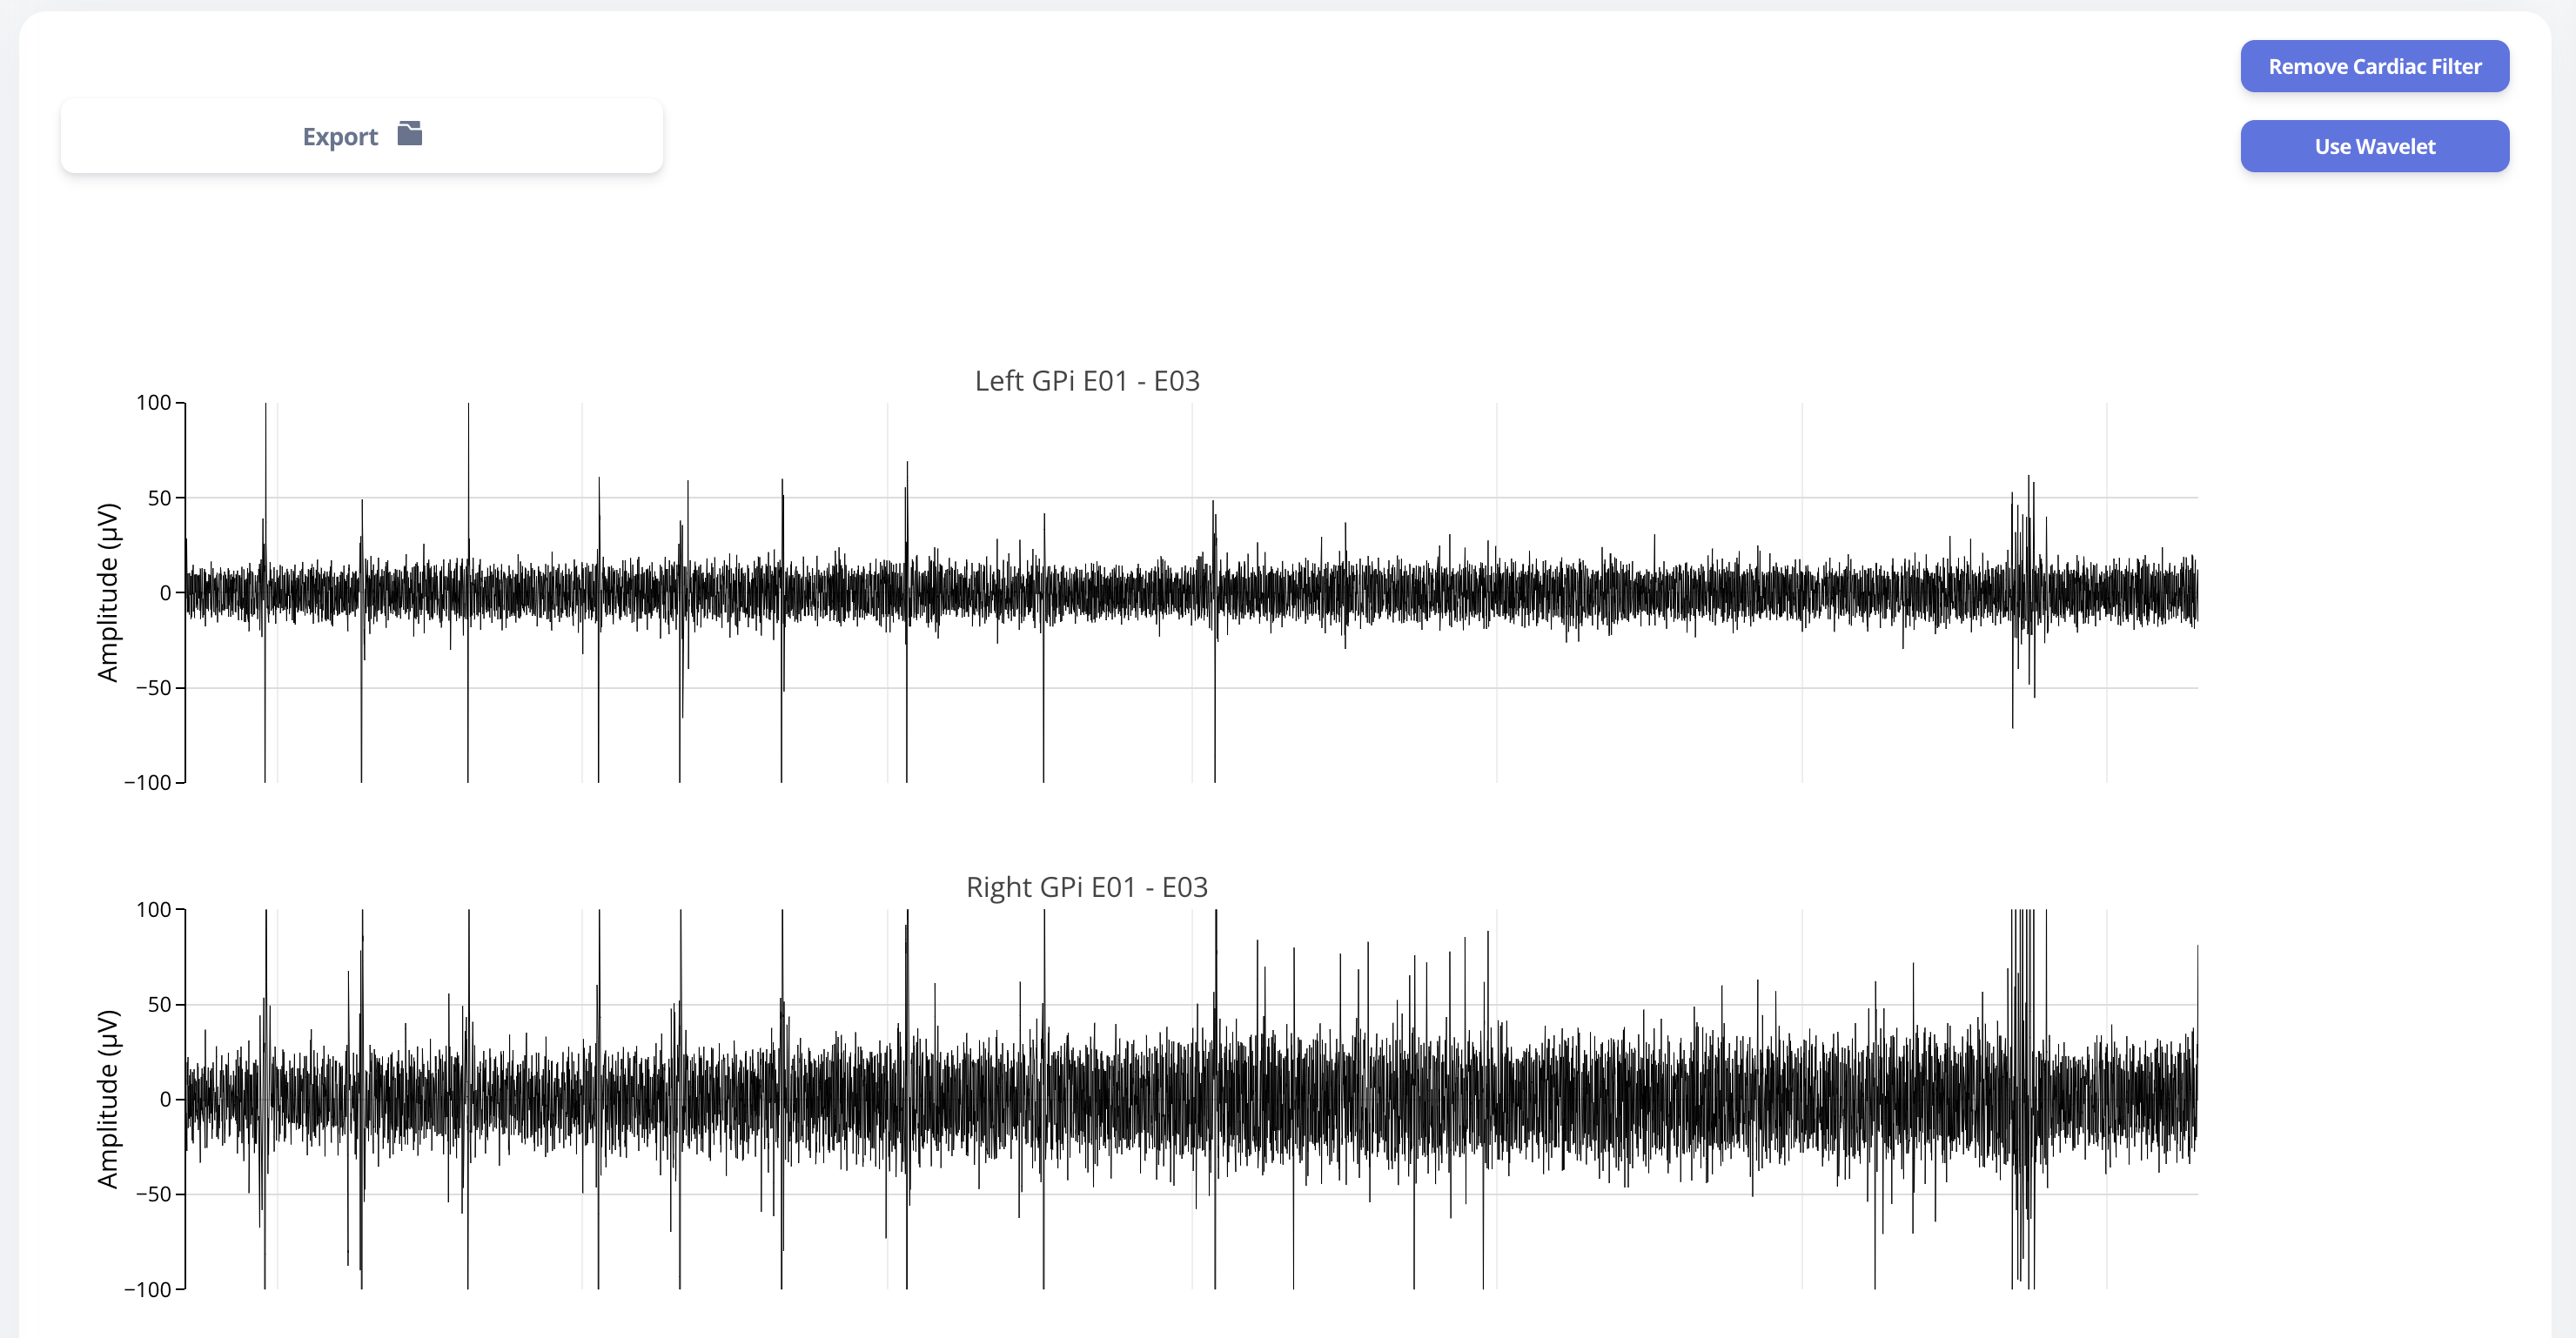 Remove Cardiac Filter
Export
Use Wavelet
Left GPi E01 - E03
100
50
0
−50
−100
Amplitude (μV)
Right GPi E01 - E03
100
50
0
−50
−100
Amplitude (μV)